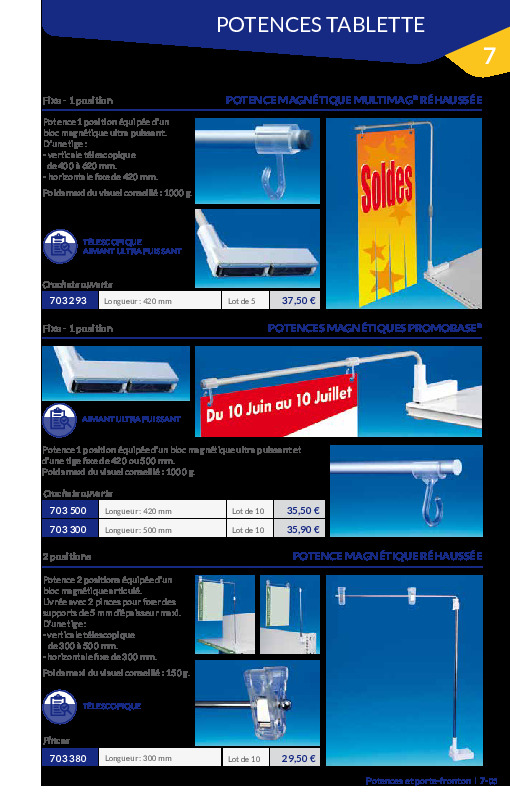 POTENCES TABLETTE
7
Fixe - 1 position
POTENCE MAGNÉTIQUE MULTIMAG® RÉHAUSSÉE
Potence 1 position équipée d'un
bloc magnétique ultra puissant.
D'une tige :
- verticale télescopique
de 400 à 620 mm.
- horizontale fixe de 420 mm.
Poids maxi du visuel conseillé : 1000 g.
Soldes
TÉLESCOPIQUE
AIMANT ULTRA PUISSANT
Crochets ouverts
703 293 Longueur : 420 mm Lot de 5 37,50 €
Fixe - 1 position
POTENCES MAGNÉTIQUES PROMOBASE®
Du 10 Juin au 10 Juillet
AIMANT ULTRA PUISSANT
Potence 1 position équipée d'un bloc magnétique ultra puissant et
d'une tige fixe de 420 ou 500 mm.
Poids maxi du visuel conseillé : 1000 g.
Crochets ouverts
703 500 Longueur : 420 mm Lot de 10 35,50 €
703 300 Longueur : 500 mm Lot de 10 35,90 €
2 positions
POTENCE MAGNÉTIQUE RÉHAUSSÉE
Potence 2 positions équipée d'un
bloc magnétique articulé.
Livrée avec 2 pinces pour fixer des
supports de 5 mm d'épaisseur maxi.
D'une tige :
- verticale télescopique
de 300 à 500 mm.
- horizontale fixe de 300 mm.
Poids maxi du visuel conseillé : 150 g.
TÉLESCOPIQUE
Pinces
703 380 Longueur : 300 mm Lot de 10 29,50 €
Potences et porte-fronton | 7-05